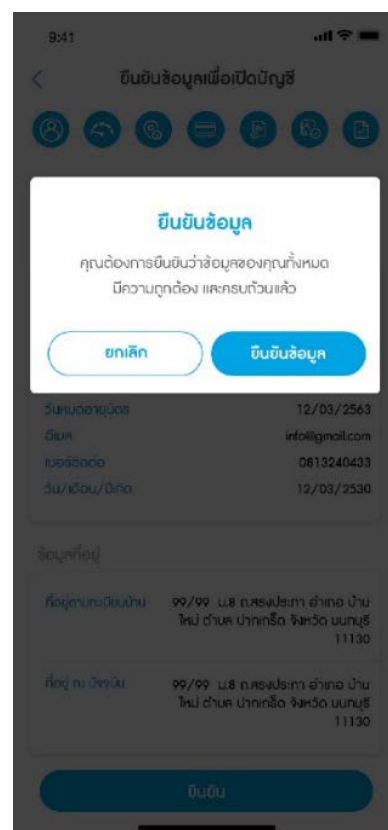 9:41
ยืนยันข้อมูลเพื่อเปิดบัญชี
ยืนยันข้อมูล
คุณต้องการยืนยันว่าข้อมูลของคุณทั้งหมด
มีความถูกต้อง และครบถ้วนแล้ว
ยกเลิก ยืนยันข้อมูล
วันหมดอายุบัตร 12/03/2563
อีเมล info@gmail.com
เบอร์ติดต่อ 0813240433
วัน/เดือน/ปีเกิด 12/03/2530
ข้อมูลที่อยู่
ที่อยู่ตามทะเบียนบ้าน 99/99 ม.8 ถ.สรงประภา อำเภอ บ้าน
ใหม่ ตำบล ปากเกร็ด จังหวัด นนทบุรี
11130
ที่อยู่ ณ ปัจจุบัน 99/99 ม.8 ถ.สรงประภา อำเภอ บ้าน
ใหม่ ตำบล ปากเกร็ด จังหวัด นนทบุรี
11130
ยืนยัน